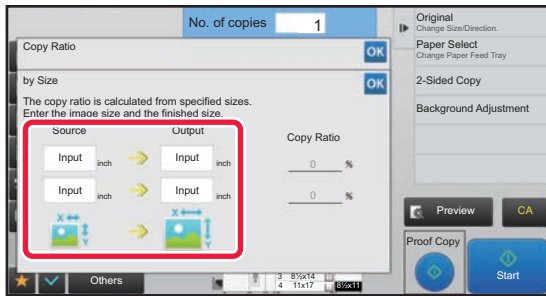 No. of copies 1
Original
Change Size/Direction.
Copy Ratio OK
Paper Select
Change Paper Feed Tray
by Size OK
2-Sided Copy
The copy ratio is calculated from specified sizes.
Enter the image size and the finished size.
Background Adjustment
Source Output
Copy Ratio
Input inch Input inch 0 %
Input inch Input inch 0 %
X X
Y Y
Preview CA
Proof Copy
Others
3 8½x14
4 11x17 8½x11
Start